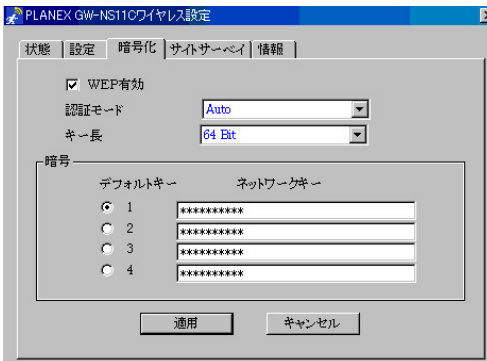 PLANEX GW-NS11Cワイヤレス設定
状態 設定 暗号化 サイトサーベイ 情報
WEP有効
認証モード Auto
キー長 64 Bit
暗号
デフォルトキー ネットワークキー
1 **********
2 **********
3 **********
4 **********
適用 キャンセル